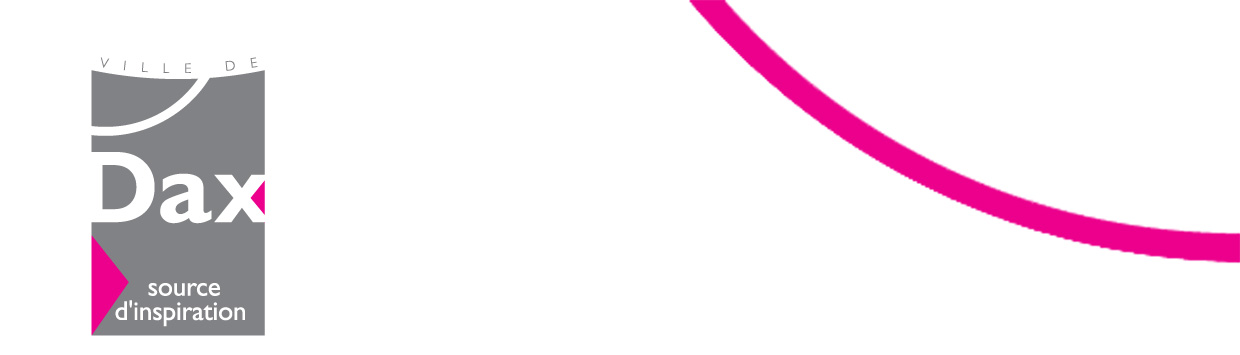 VILLE DE
Dax
source
d'inspiration